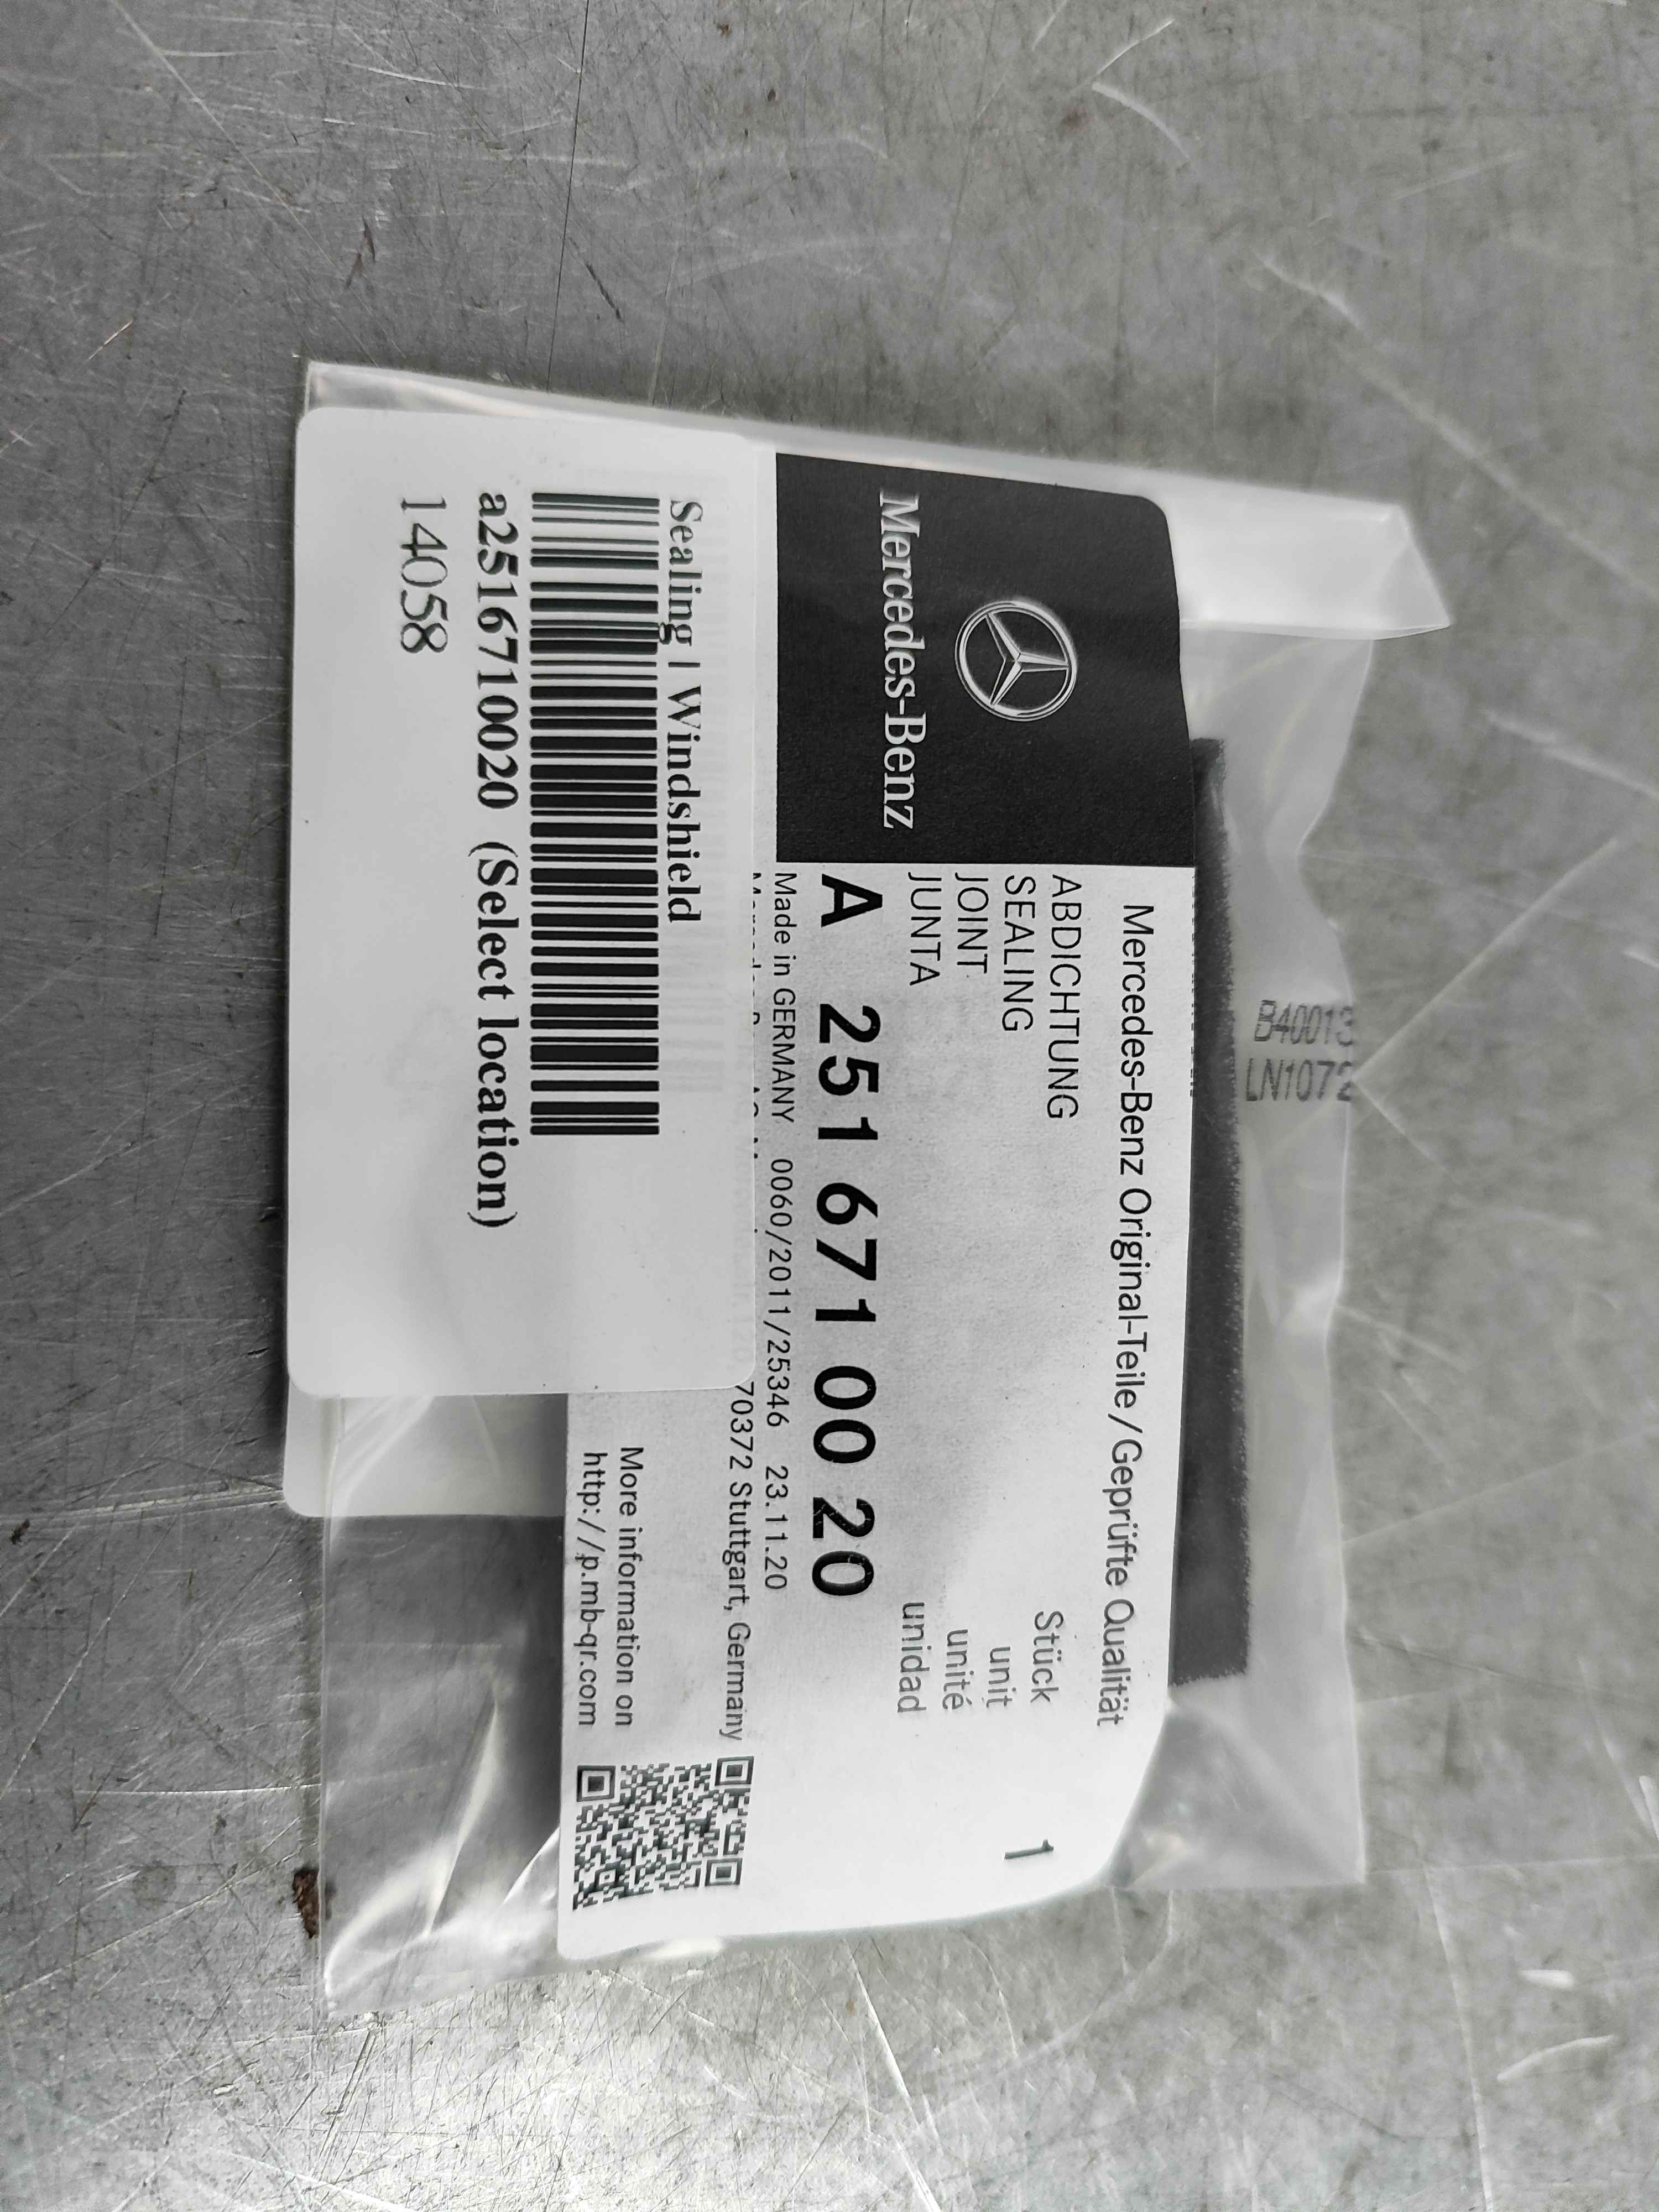 B40013
LN1072
Mercedes-Benz Original-Teile/Geprüfte Qualität
Mercedes-Benz
ABDICHTUNG
SEALING
JOINT
JUNTA
Stück
unit
unité
unidad
1
A 251 671 00 20
Made in GERMANY 0060/2011/25346 23.11.20
70372 Stuttgart, Germany
More information on
http://p.mb-qr.com
Sealing | Windshield
a2516710020 (Select location)
14058